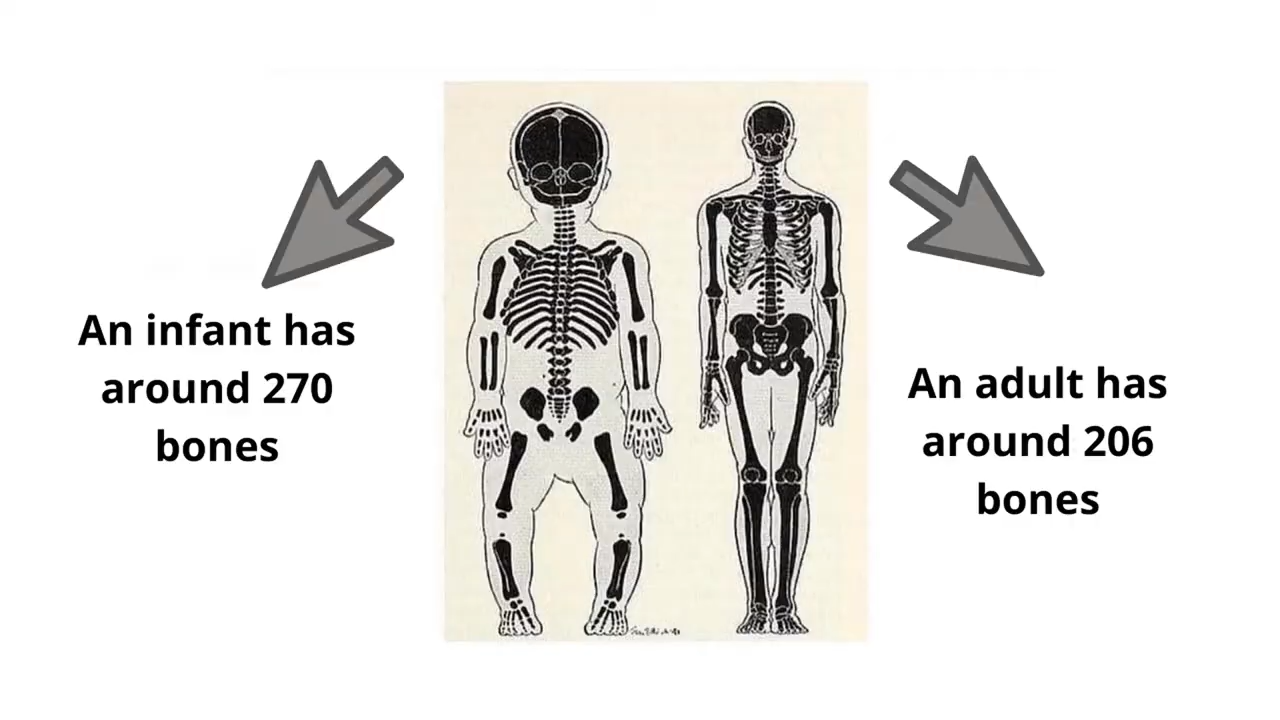 An infant has
around 270
bones
An adult has
around 206
bones